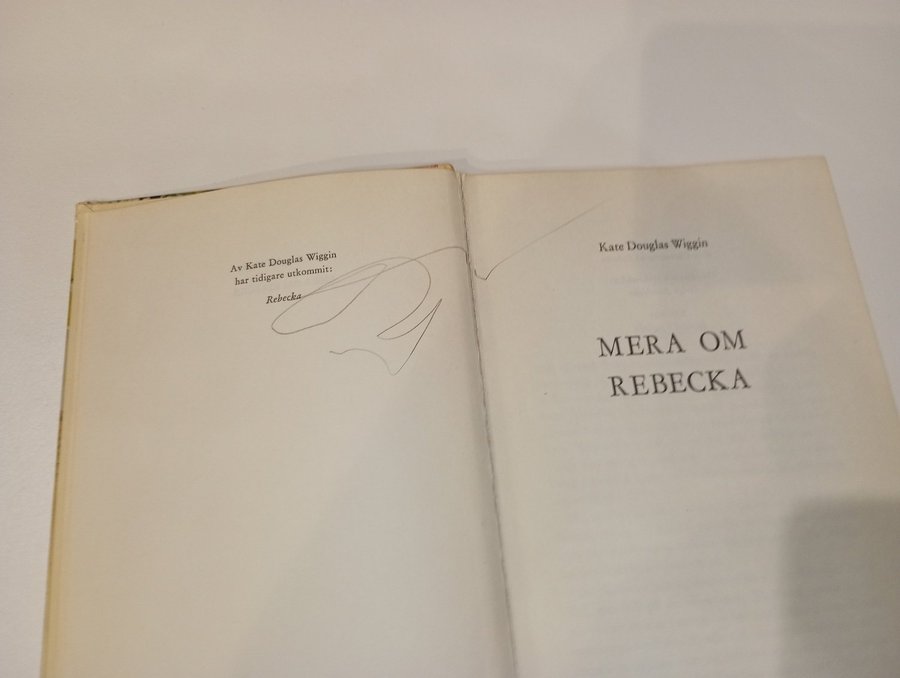 Av Kate Douglas Wiggin
har tidigare utkommit:
Rebecka
Kate Douglas Wiggin
MERA OM
REBECKA